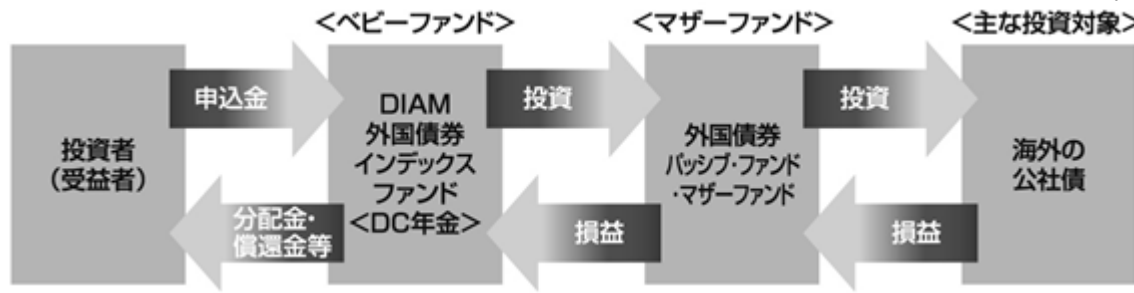 <ベビーファンド>
<マザーファンド>
<主な投資対象>
投資者
(受益者)
申込金
分配金・
償還金等
DIAM
外国債券
インデックス
ファンド
<DC年金>
投資
損益
外国債券
パッシブ・ファンド
・マザーファンド
投資
損益
海外の
公社債